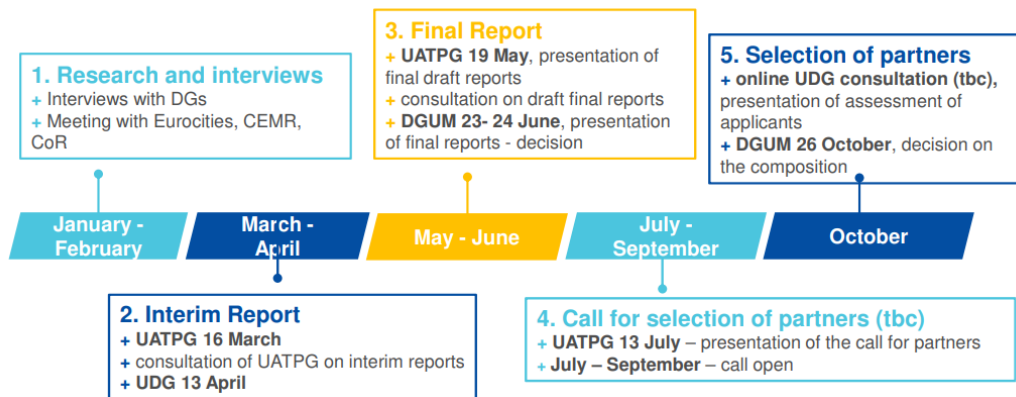 1. Research and interviews
+ Interviews with DGs
+ Meeting with Eurocities, CEMR,
CoR
3. Final Report
+ UATPG 19 May, presentation of
final draft reports
+ consultation on draft final reports
+ DGUM 23- 24 June, presentation
of final reports - decision
5. Selection of partners
+ online UDG consultation (tbc),
presentation of assessment of
applicants
+ DGUM 26 October, decision on
the composition
January -
February
March -
April
May - June
July -
September
October
2. Interim Report
+ UATPG 16 March
+ consultation of UATPG on interim reports
+ UDG 13 April
4. Call for selection of partners (tbc)
+ UATPG 13 July – presentation of the call for partners
+ July – September – call open